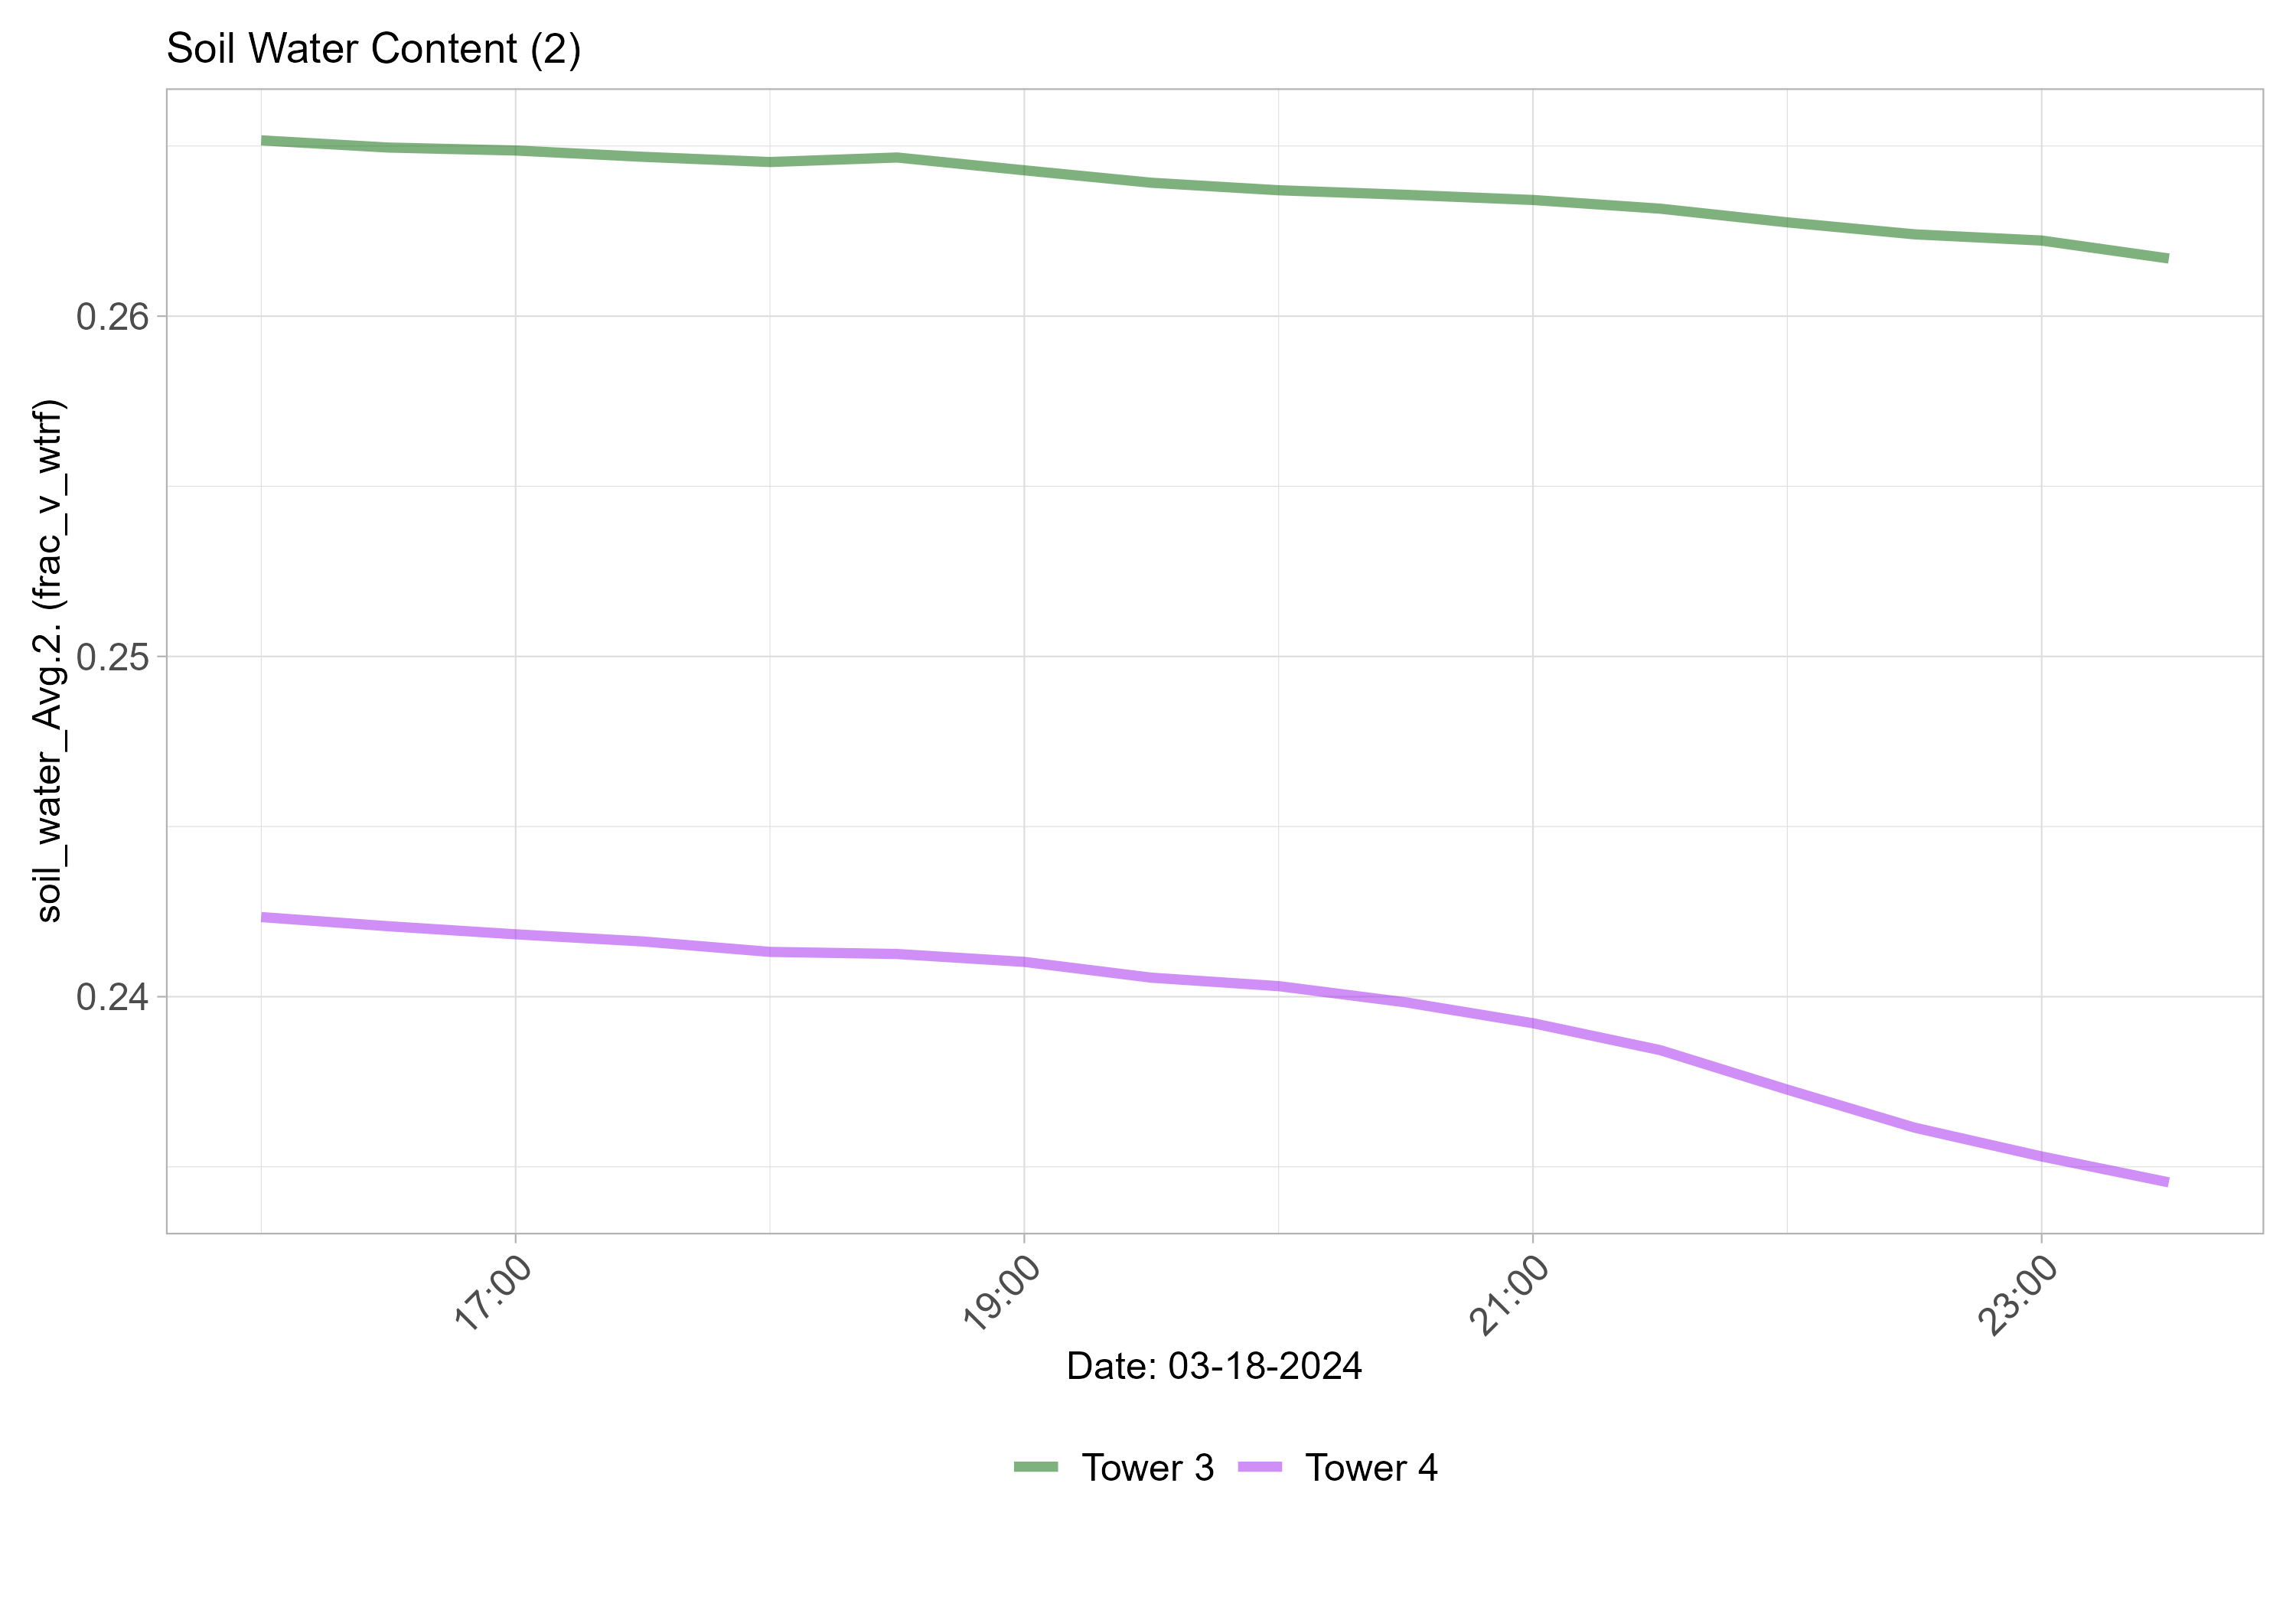 Soil Water Content (2)
soil_water_Avg.2. (frac_v_wtrf)
0.26
0.25
0.24
17:00
19:00
21:00
23:00
Date: 03-18-2024
Tower 3
Tower 4